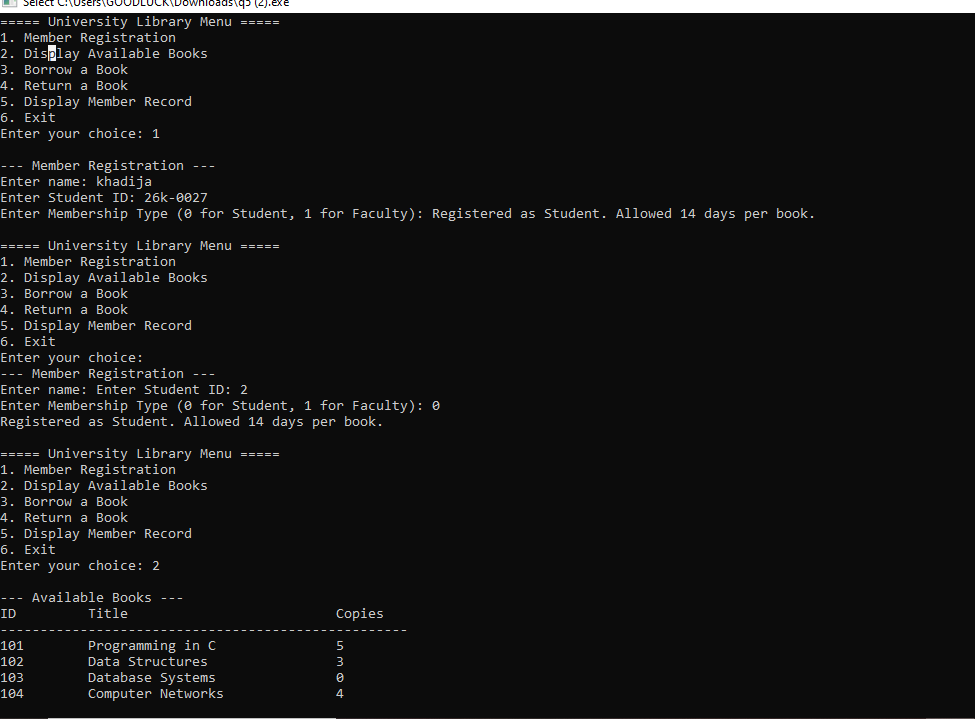 Select C:\Users\GOODLUCK\Downloads\q5 (2).exe
===== University Library Menu =====
1. Member Registration
2. Display Available Books
3. Borrow a Book
4. Return a Book
5. Display Member Record
6. Exit
Enter your choice: 1

--- Member Registration ---
Enter name: khadija
Enter Student ID: 26k-0027
Enter Membership Type (0 for Student, 1 for Faculty): Registered as Student. Allowed 14 days per book.

===== University Library Menu =====
1. Member Registration
2. Display Available Books
3. Borrow a Book
4. Return a Book
5. Display Member Record
6. Exit
Enter your choice:
--- Member Registration ---
Enter name: Enter Student ID: 2
Enter Membership Type (0 for Student, 1 for Faculty): 0
Registered as Student. Allowed 14 days per book.

===== University Library Menu =====
1. Member Registration
2. Display Available Books
3. Borrow a Book
4. Return a Book
5. Display Member Record
6. Exit
Enter your choice: 2

--- Available Books ---
ID         Title                          Copies
---------------------------------------------------
101        Programming in C               5
102        Data Structures                3
103        Database Systems               0
104        Computer Networks              4